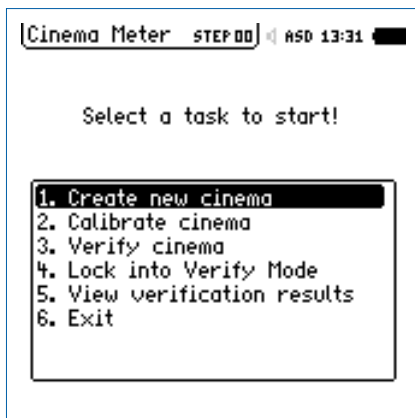 Cinema Meter STEP 00 ASD 13:31
Select a task to start!
1. Create new cinema
2. Calibrate cinema
3. Verify cinema
4. Lock into Verify Mode
5. View verification results
6. Exit